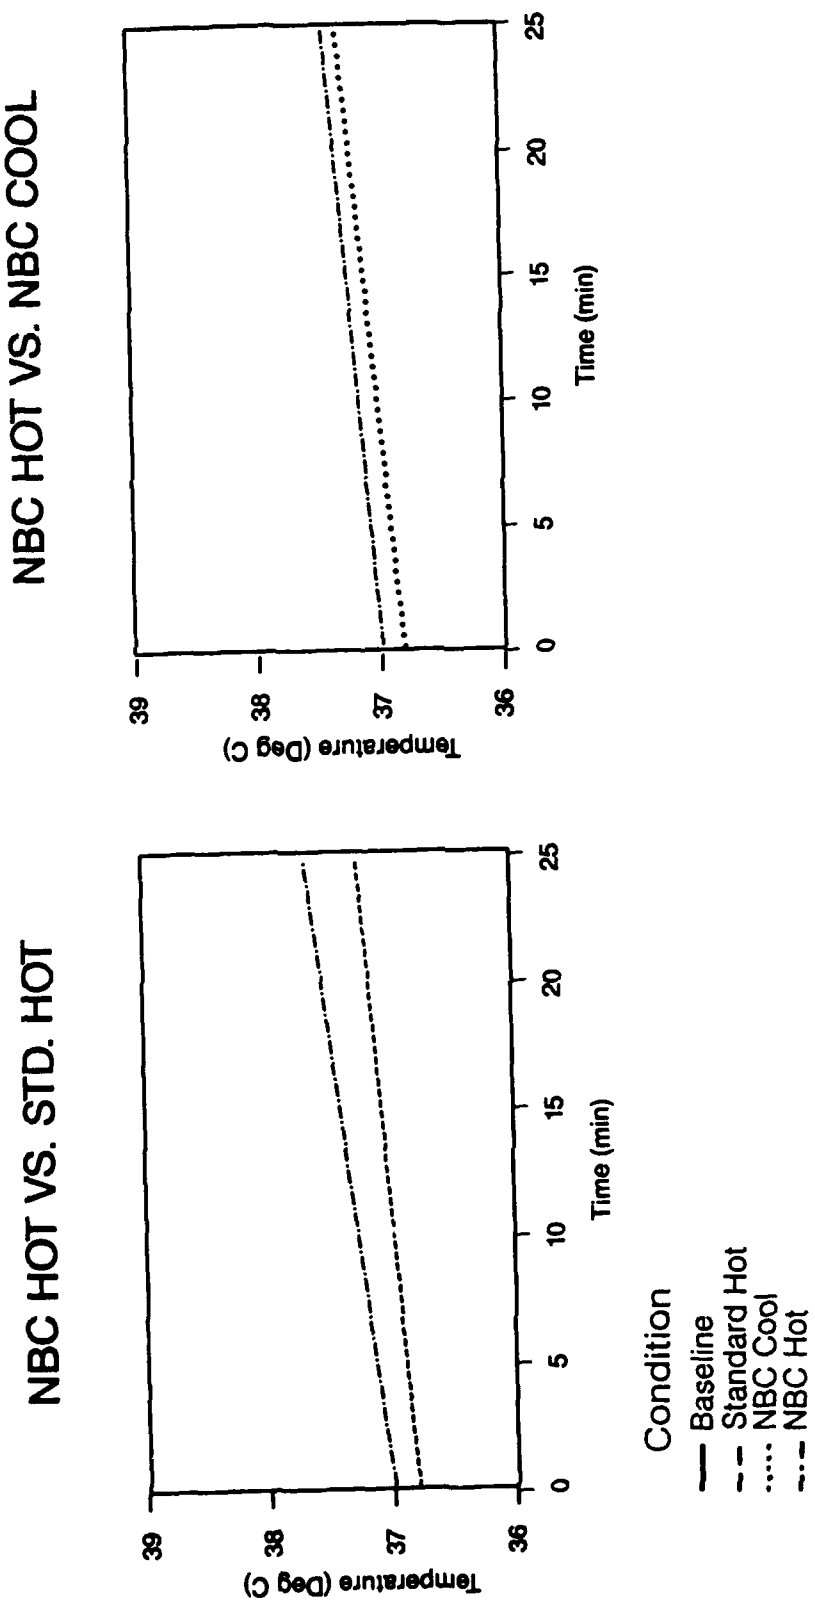 NBC HOT VS. STD. HOT
39
38
37
36
Temperature (Deg C)
0
5
10
15
20
25
Time (min)
NBC HOT VS. NBC COOL
39
38
37
36
Temperature (Deg C)
0
5
10
15
20
25
Time (min)
Condition
Baseline
Standard Hot
NBC Cool
NBC Hot